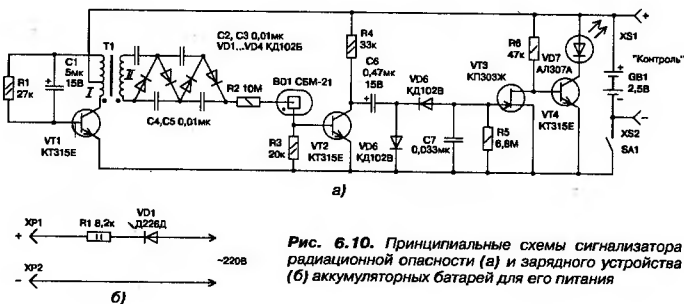 C1
5мк
15В
R1
27к
VT1
КТ315Е
T1
I
II
C2, C3 0,01мк
VD1...VD4 КД102Б
C4,C5 0,01мк
R2 10М
BD1 СБМ-21
R3
20к
VT2
КТ315Е
R4
33к
C6
0,47мк
15В
VD6
КД102В
VD6
КД102В
C7
0,033мк
VT3
КП303Ж
R5
6,8М
R6
47к
VD7
АЛ307А
VT4
КТ315Е
+
XS1
"Контроль"
+
GB1
2,5В
−
−
XS2
SA1
а)
+
XP1
R1 8,2к
VD1
Д226Д
~220В
−
XP2
б)
Рис. 6.10. Принципиальные схемы сигнализатора
радиационной опасности (а) и зарядного устройства
(б) аккумуляторных батарей для его питания